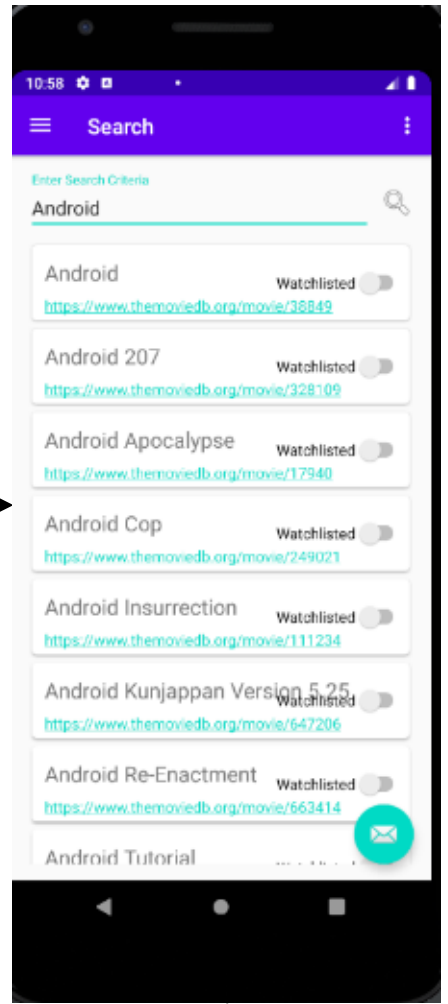 10:58
Search
Enter Search Criteria
Android
Android
Watchlisted
https://www.themoviedb.org/movie/38849
Android 207
Watchlisted
https://www.themoviedb.org/movie/328109
Android Apocalypse
Watchlisted
https://www.themoviedb.org/movie/17940
Android Cop
Watchlisted
https://www.themoviedb.org/movie/249021
Android Insurrection
Watchlisted
https://www.themoviedb.org/movie/111234
Android Kunjappan Version 5.25
Watchlisted
https://www.themoviedb.org/movie/647206
Android Re-Enactment
Watchlisted
https://www.themoviedb.org/movie/663414
Android Tutorial